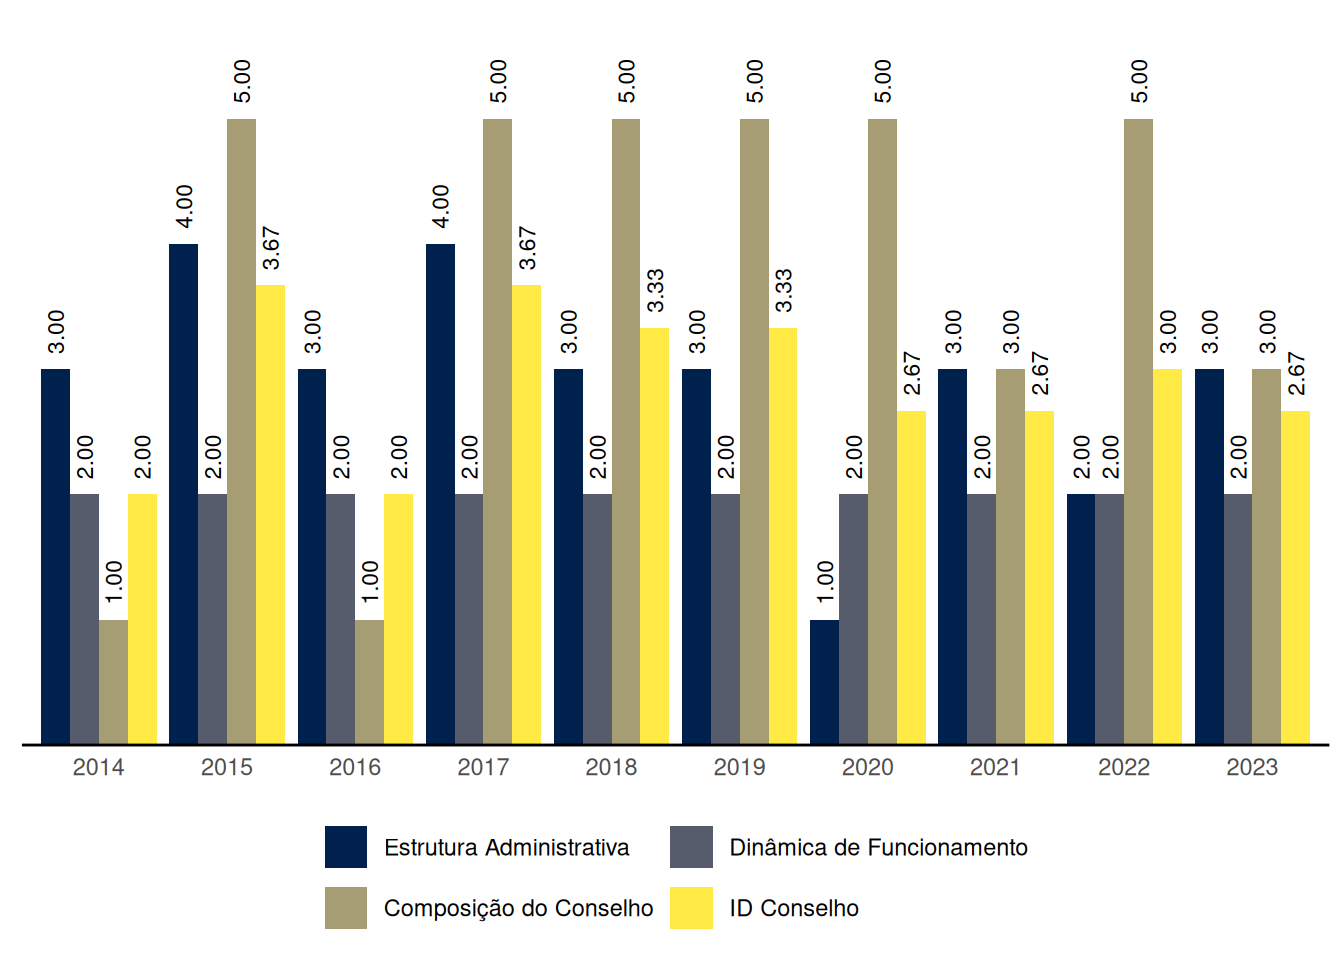 3.00 2.00 1.00 2.00
4.00 2.00 5.00 3.67
3.00 2.00 1.00 2.00
4.00 2.00 5.00 3.67
3.00 2.00 5.00 3.33
3.00 2.00 5.00 3.33
1.00 2.00 5.00 2.67
3.00 2.00 3.00 2.67
2.00 2.00 5.00 3.00
3.00 2.00 3.00 2.67
2014 2015 2016 2017 2018 2019 2020 2021 2022 2023
Estrutura Administrativa Dinâmica de Funcionamento
Composição do Conselho ID Conselho